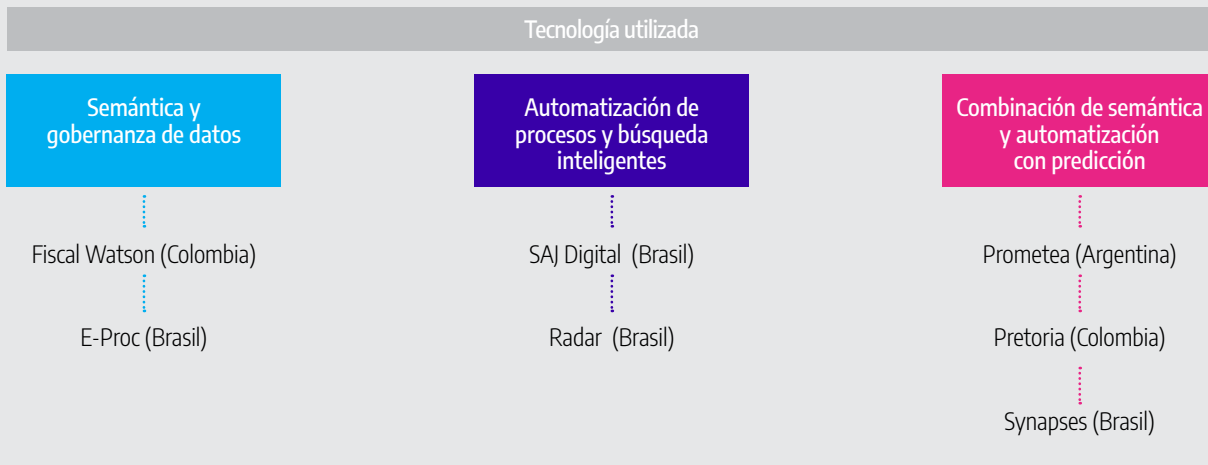 Tecnología utilizada
Semántica y
gobernanza de datos
Fiscal Watson (Colombia)
E-Proc (Brasil)
Automatización de
procesos y búsqueda
inteligentes
SAJ Digital (Brasil)
Radar (Brasil)
Combinación de semántica
y automatización
con predicción
Prometea (Argentina)
Pretoria (Colombia)
Synapses (Brasil)